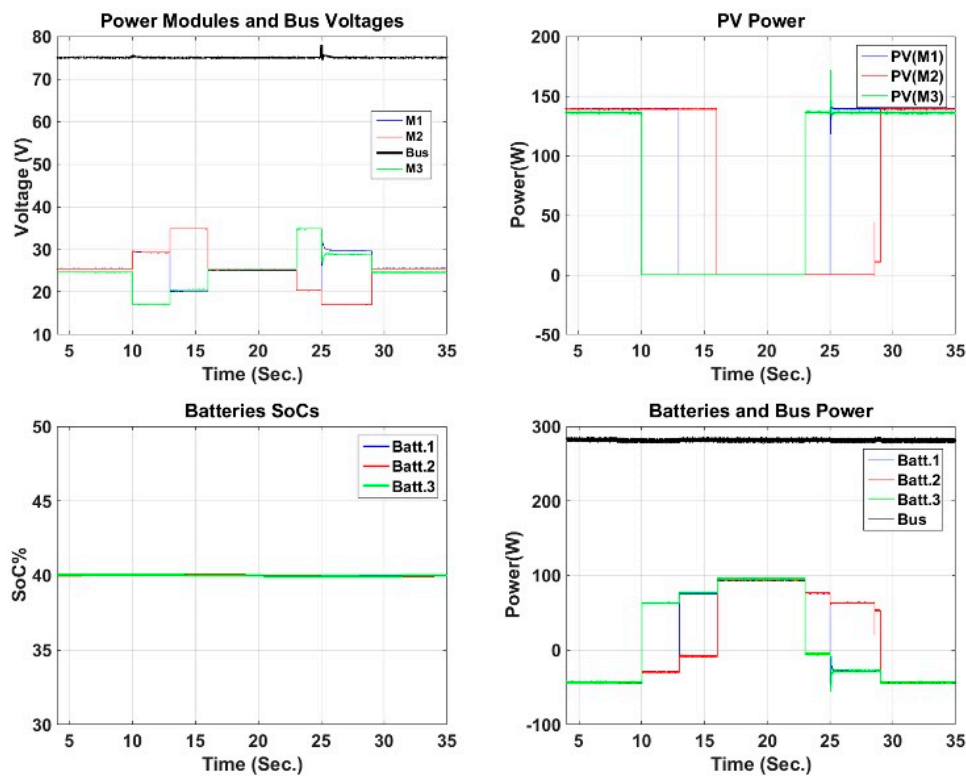 Power Modules and Bus Voltages
80
70
60
50
40
30
20
10
Voltage (V)
M1
M2
Bus
M3
5 10 15 20 25 30 35
Time (Sec.)
PV Power
200
150
100
50
0
-50
Power(W)
PV(M1)
PV(M2)
PV(M3)
5 10 15 20 25 30 35
Time (Sec.)
Batteries SoCs
50
45
40
35
30
SoC%
Batt.1
Batt.2
Batt.3
5 10 15 20 25 30 35
Time (Sec.)
Batteries and Bus Power
300
200
100
0
-100
Power(W)
Batt.1
Batt.2
Batt.3
Bus
5 10 15 20 25 30 35
Time (Sec.)